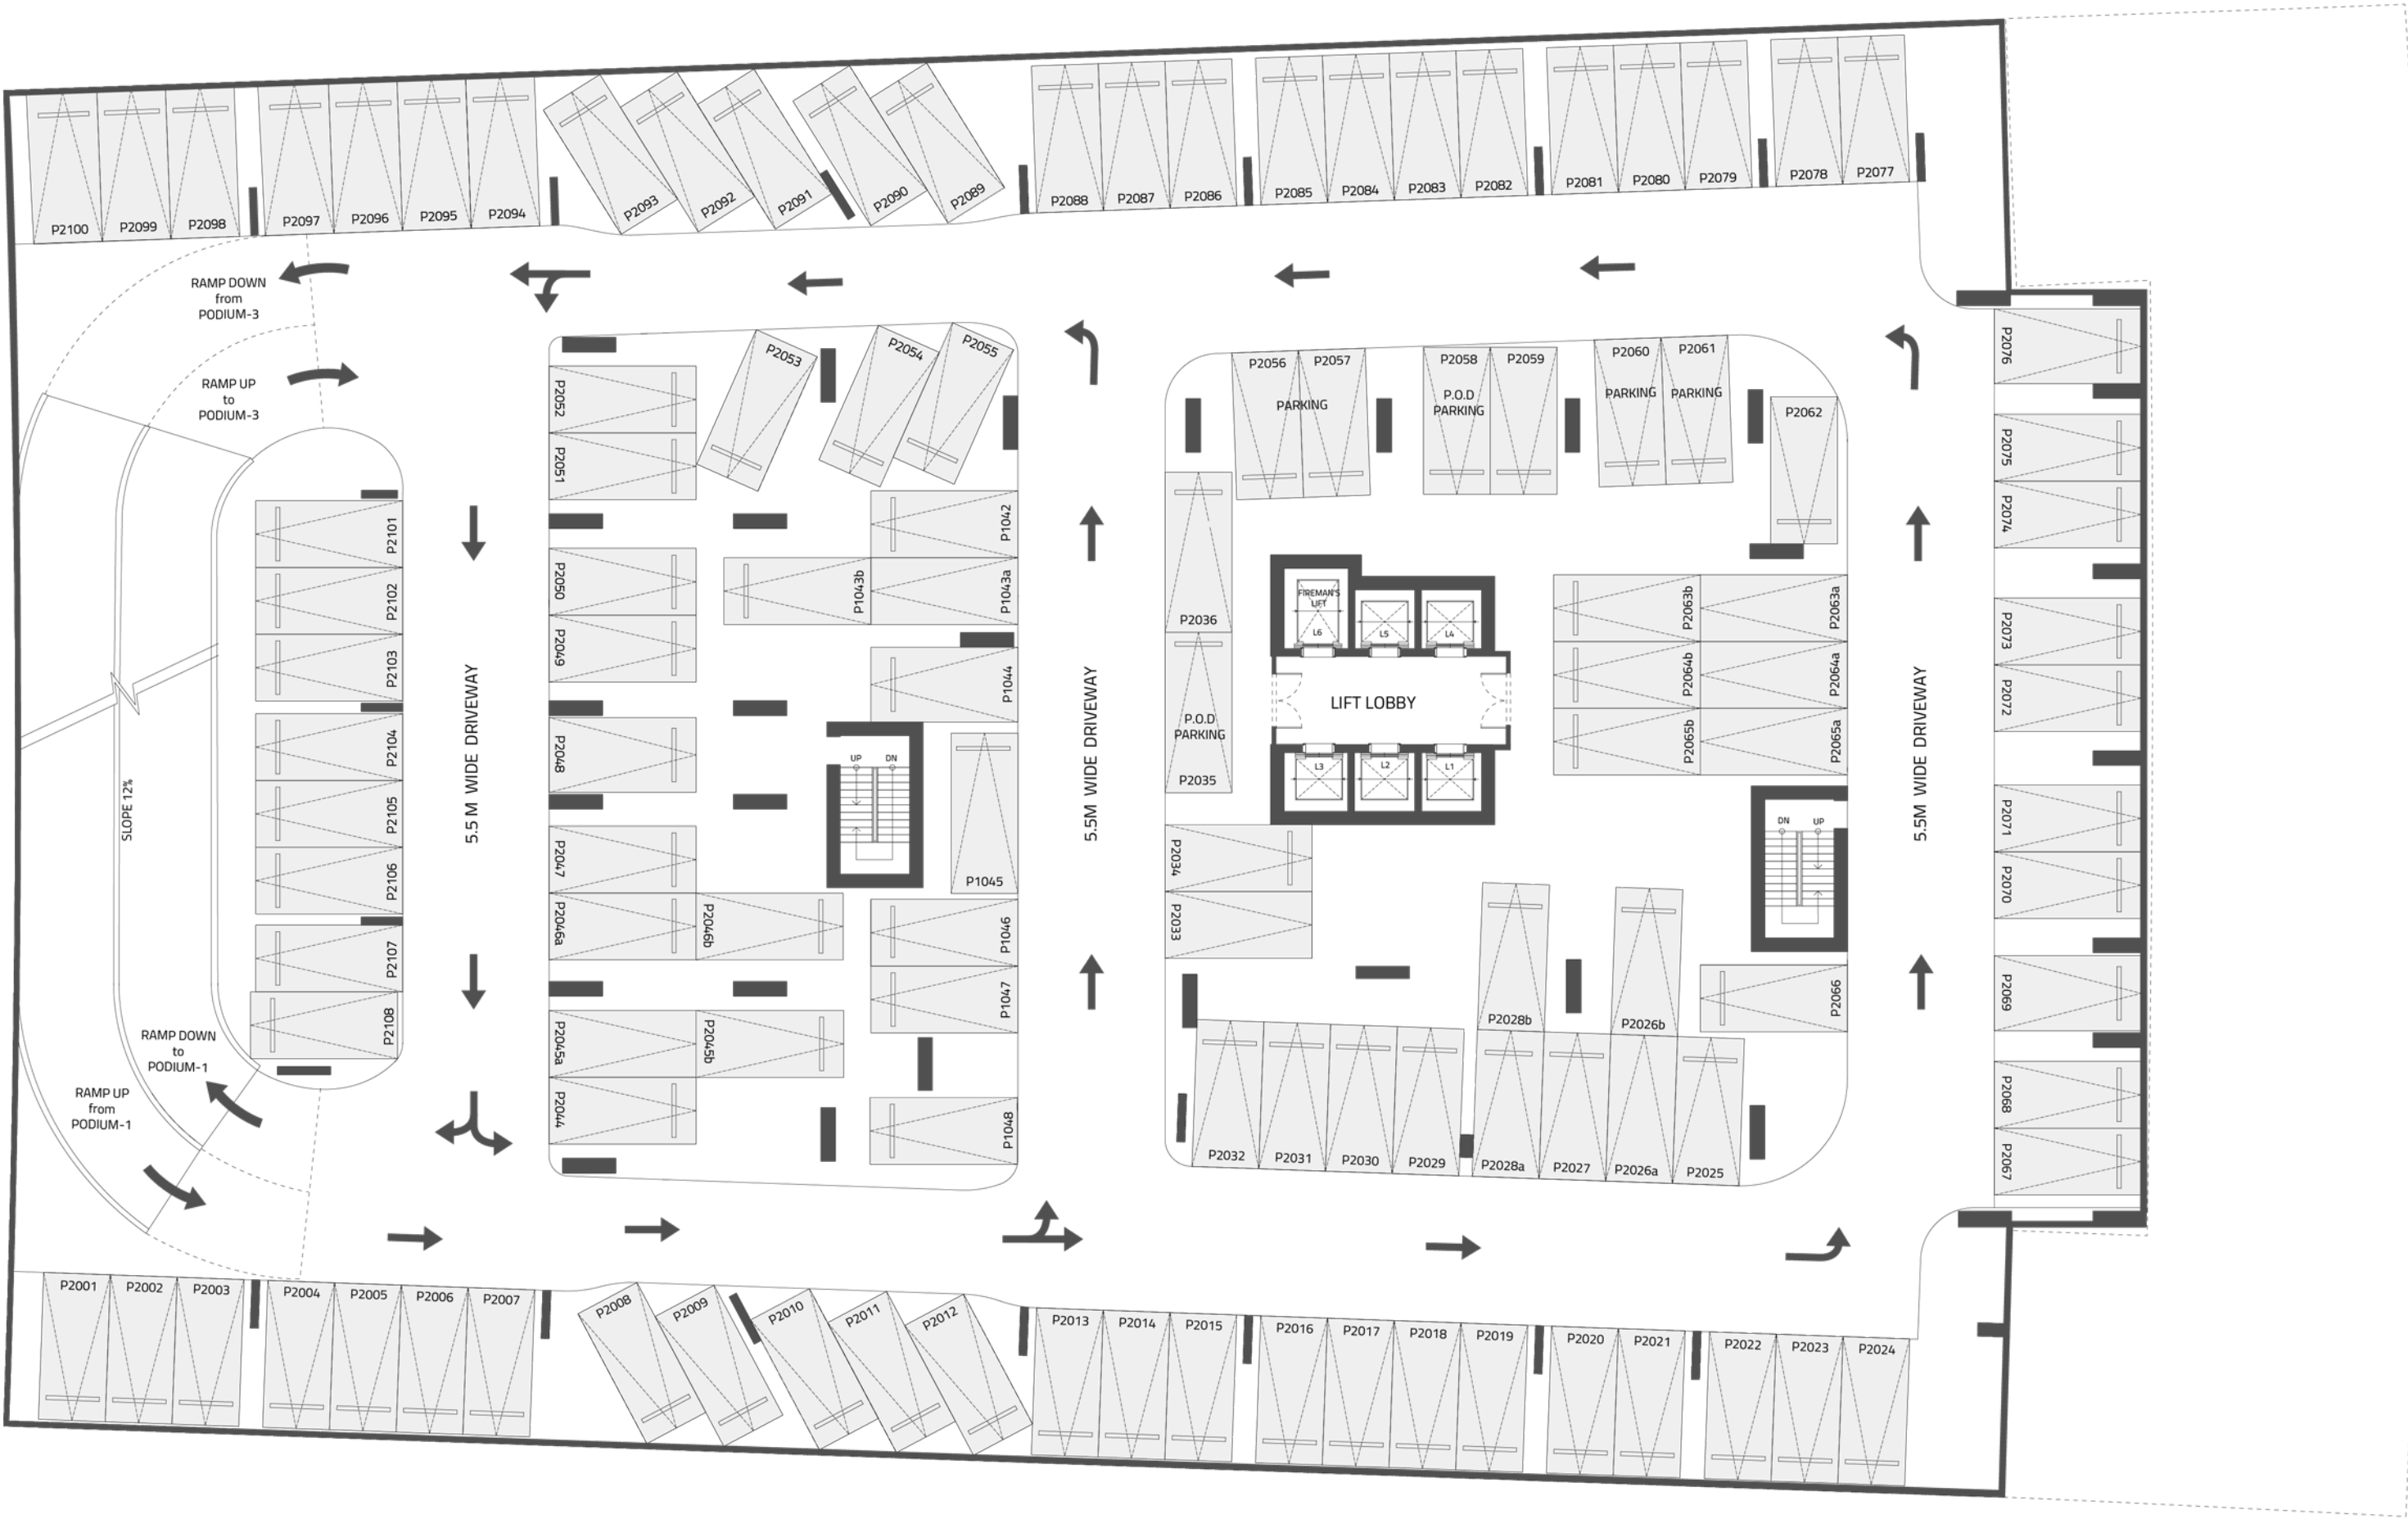 P2100
P2099
P2098
P2097
P2096
P2095
P2094
P2093
P2092
P2091
P2090
P2089
P2088
P2087
P2086
P2085
P2084
P2083
P2082
P2081
P2080
P2079
P2078
P2077
RAMP DOWN
from
PODIUM-3
RAMP UP
to
PODIUM-3
P2053
P2054
P2055
P2056
P2057
PARKING
P2058
P.O.D
PARKING
P2059
P2060
PARKING
P2061
PARKING
P2062
P2076
P2075
P2074
P2073
P2072
P2071
P2070
P2069
P2068
P2067
P2052
P2051
P2050
P2049
P2048
P2047
P2046a
P2046b
P2045a
P2045b
P2044
P1042
P1043b
P1043a
P1044
P1045
P1046
P1047
P1048
UP
DN
P2101
P2102
P2103
P2104
P2105
P2106
P2107
P2108
SLOPE 12%
5.5 M WIDE DRIVEWAY
5.5M WIDE DRIVEWAY
5.5M WIDE DRIVEWAY
P2036
P.O.D
PARKING
P2035
P2034
P2033
FIREMAN'S
LIFT
L6
L5
L4
LIFT LOBBY
L3
L2
L1
P2063b
P2063a
P2064b
P2064a
P2065b
P2065a
DN
UP
P2066
P2028b
P2026b
P2032
P2031
P2030
P2029
P2028a
P2027
P2026a
P2025
RAMP DOWN
to
PODIUM-1
RAMP UP
from
PODIUM-1
P2001
P2002
P2003
P2004
P2005
P2006
P2007
P2008
P2009
P2010
P2011
P2012
P2013
P2014
P2015
P2016
P2017
P2018
P2019
P2020
P2021
P2022
P2023
P2024